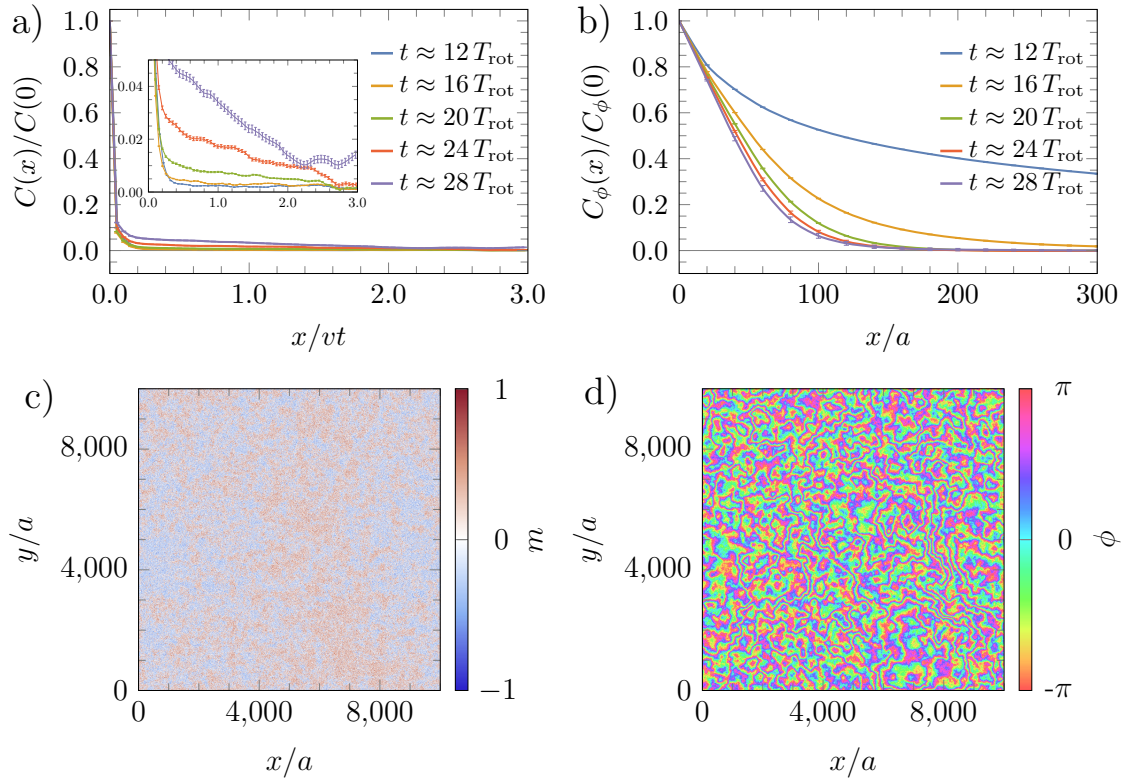 a)
C(x)/C(0)
1.0
0.8
0.6
0.4
0.2
0.0
0.0 1.0 2.0 3.0
x/vt
0.04
0.02
0.00
0.0 1.0 2.0 3.0
t ≈ 12 T_rot
t ≈ 16 T_rot
t ≈ 20 T_rot
t ≈ 24 T_rot
t ≈ 28 T_rot
b)
C_ϕ(x)/C_ϕ(0)
1.0
0.8
0.6
0.4
0.2
0.0
0 100 200 300
x/a
t ≈ 12 T_rot
t ≈ 16 T_rot
t ≈ 20 T_rot
t ≈ 24 T_rot
t ≈ 28 T_rot
c)
y/a
8,000
4,000
0
0 4,000 8,000
x/a
1
0
−1
m
d)
y/a
8,000
4,000
0
0 4,000 8,000
x/a
π
0
-π
ϕ